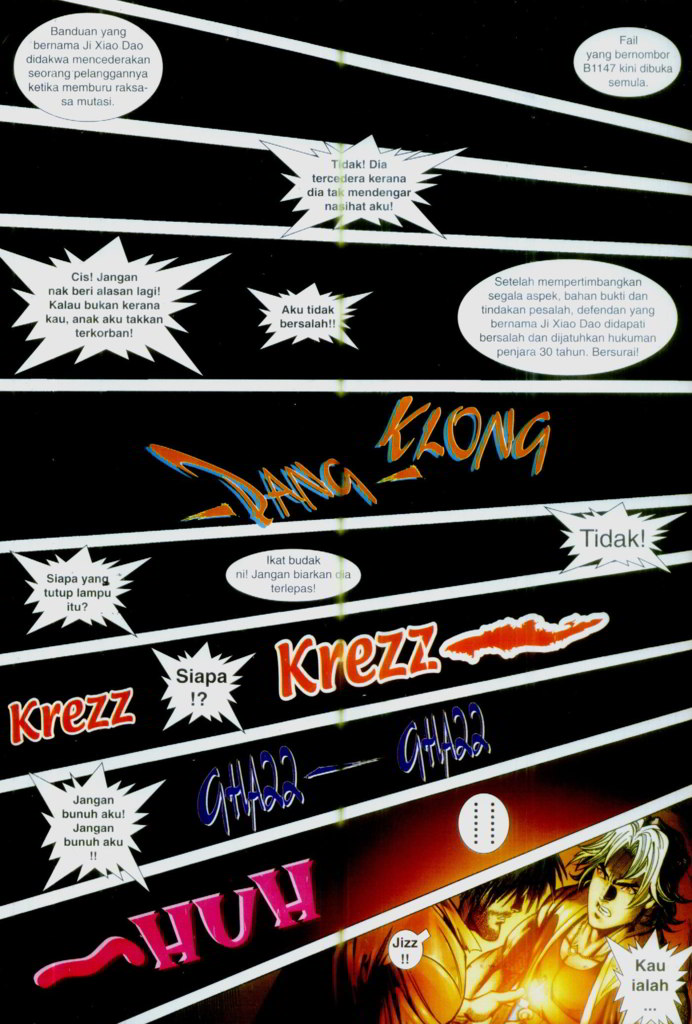 Banduan yang
bernama Ji Xiao Dao
didakwa mencederakan
seorang pelanggannya
ketika memburu raksa-
sa mutasi.
Fail
yang bernombor
B1147 kini dibuka
semula.
Tidak! Dia
tercedera kerana
dia tak mendengar
nasihat aku!
Cis! Jangan
nak beri alasan lagi!
Kalau bukan kerana
kau, anak aku takkan
terkorban!
Aku tidak
bersalah!!
Setelah mempertimbangkan
segala aspek, bahan bukti dan
tindakan pesalah, defendan yang
bernama Ji Xiao Dao didapati
bersalah dan dijatuhkan hukuman
penjara 30 tahun. Bersurai!
PANG
KLONG
Siapa yang
tutup lampu
itu?
Ikat budak
ni! Jangan biarkan dia
terlepas!
Tidak!
Krezz
Siapa
!?
Krezz
GHAZZ
GHAZZ
Jangan
bunuh aku!
Jangan
bunuh aku
!!
HUH
Jizz
!!
Kau
ialah
...